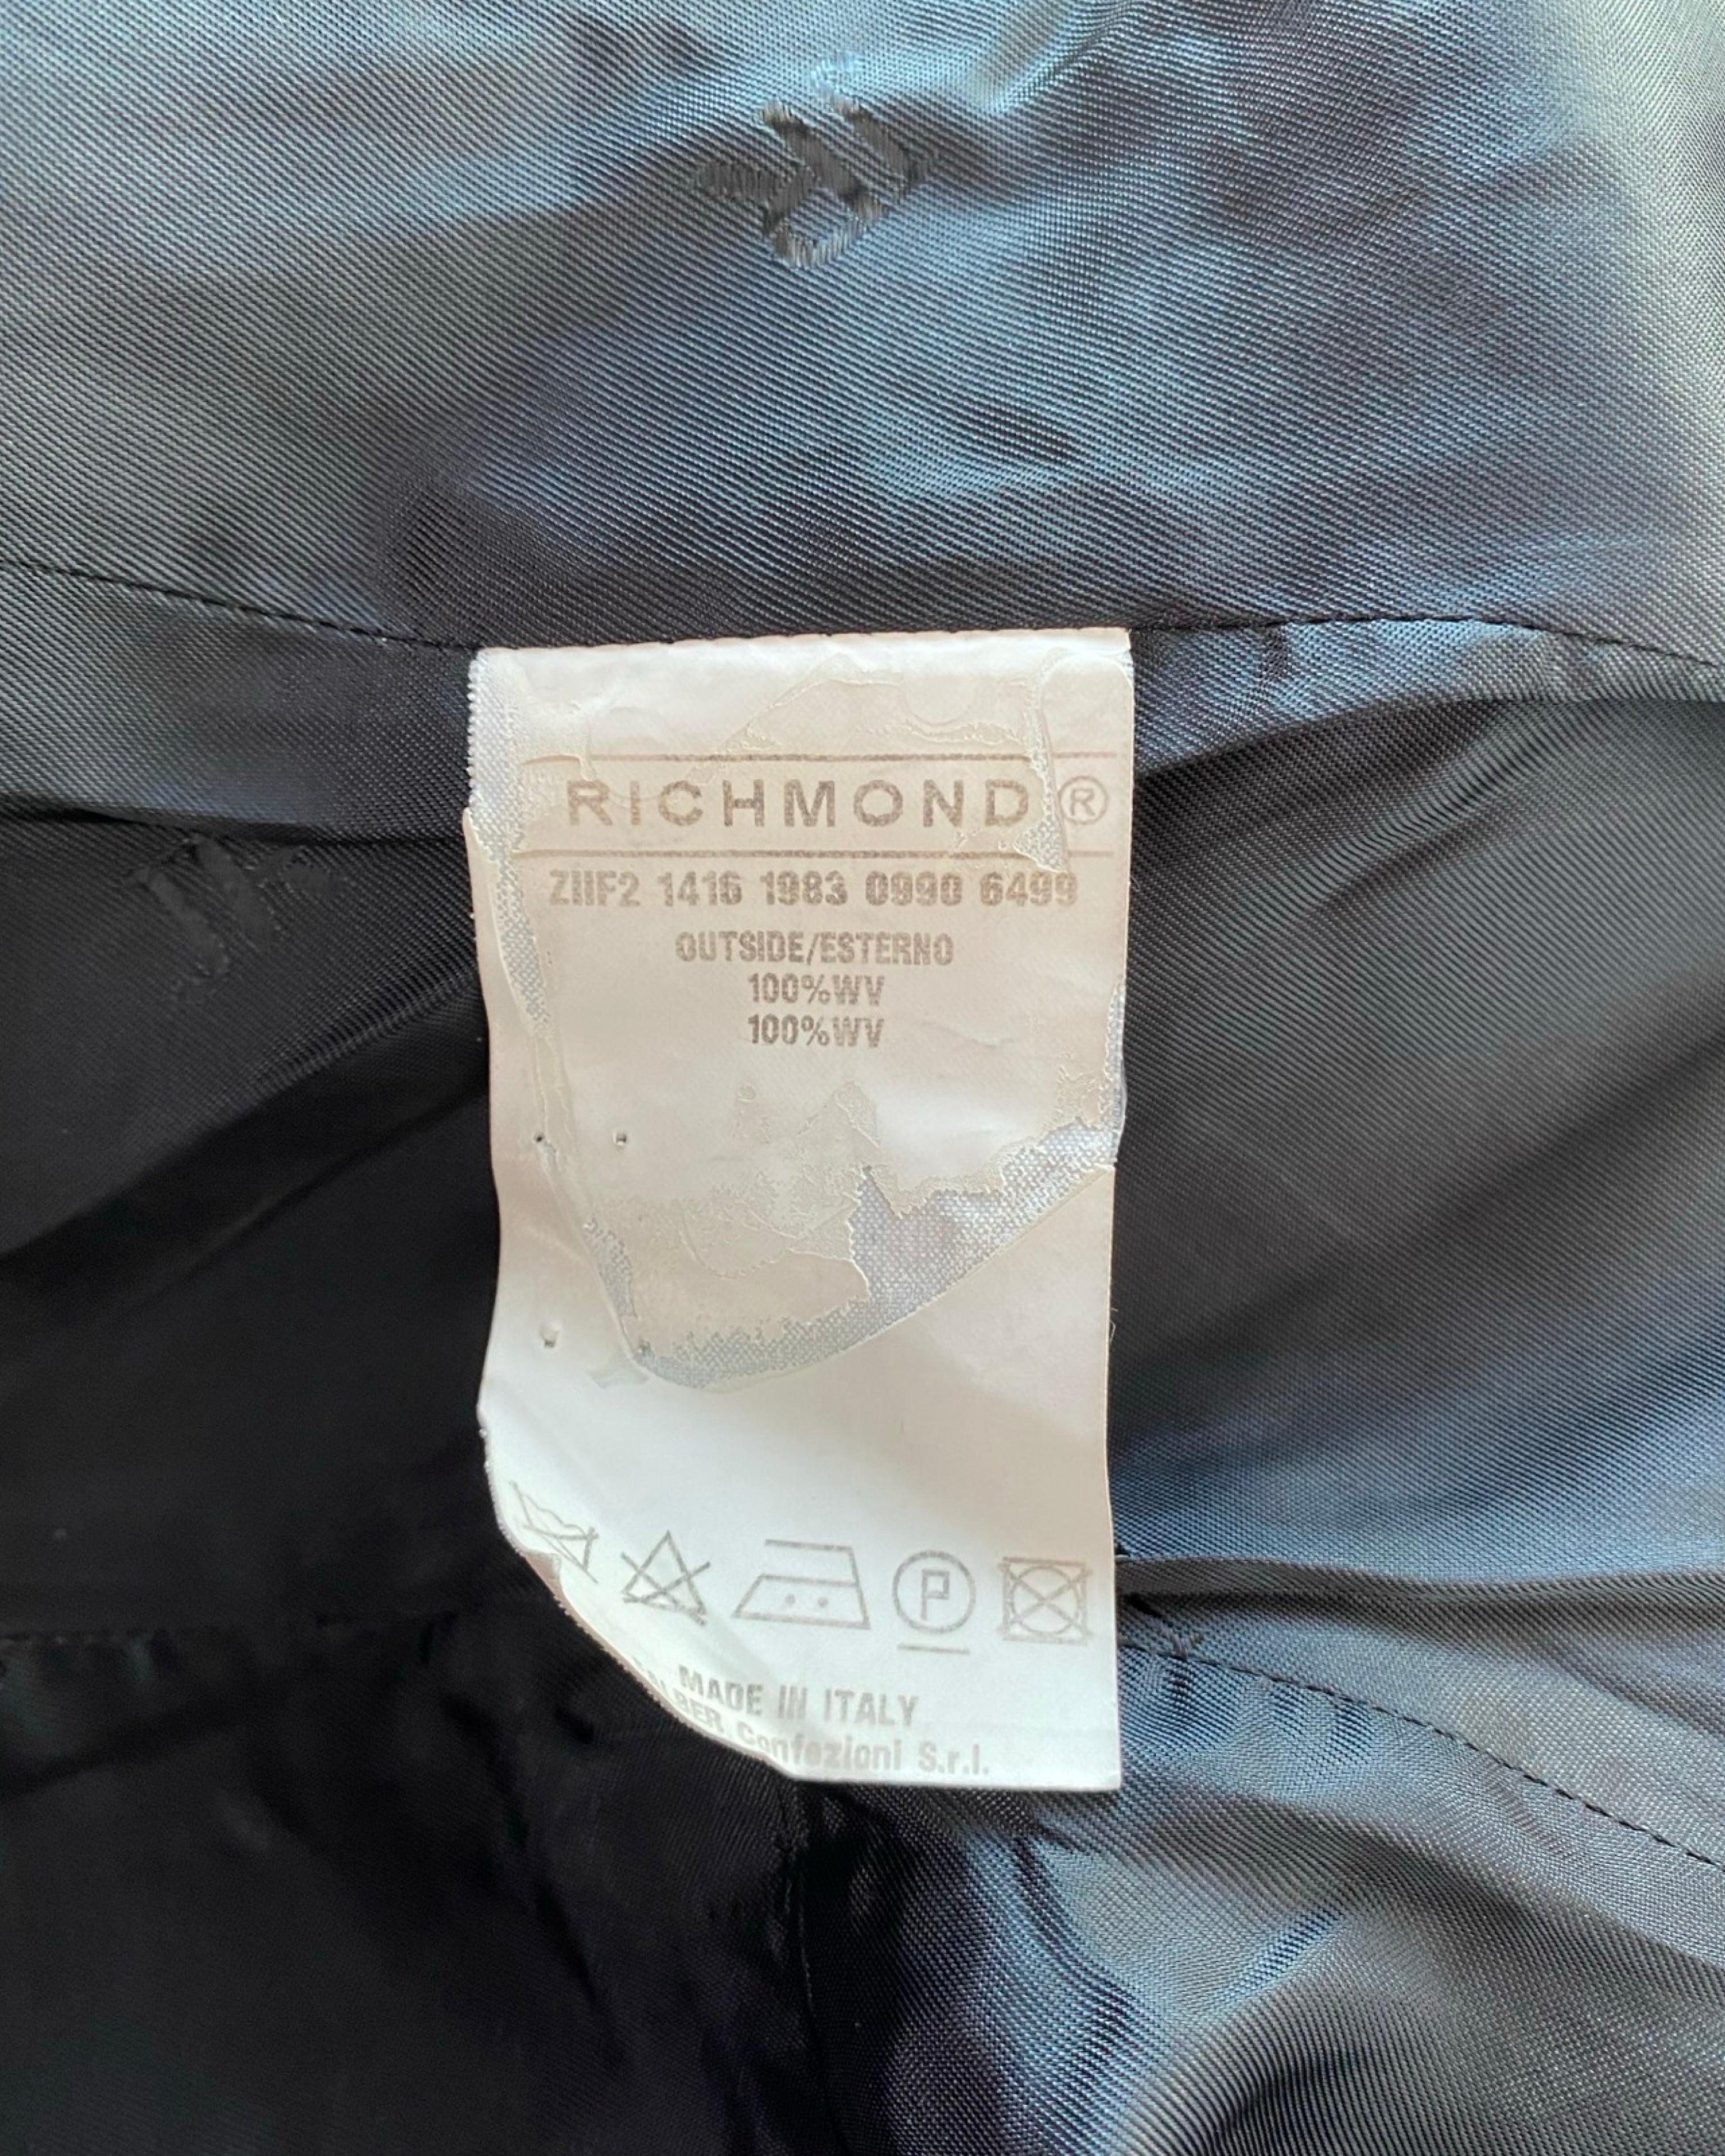 RICHMOND®
ZIIF2 1416 1983 0990 6499
OUTSIDE/ESTERNO
100%WV
100%WV
P
MADE IN ITALY
Confezioni S.r.l.